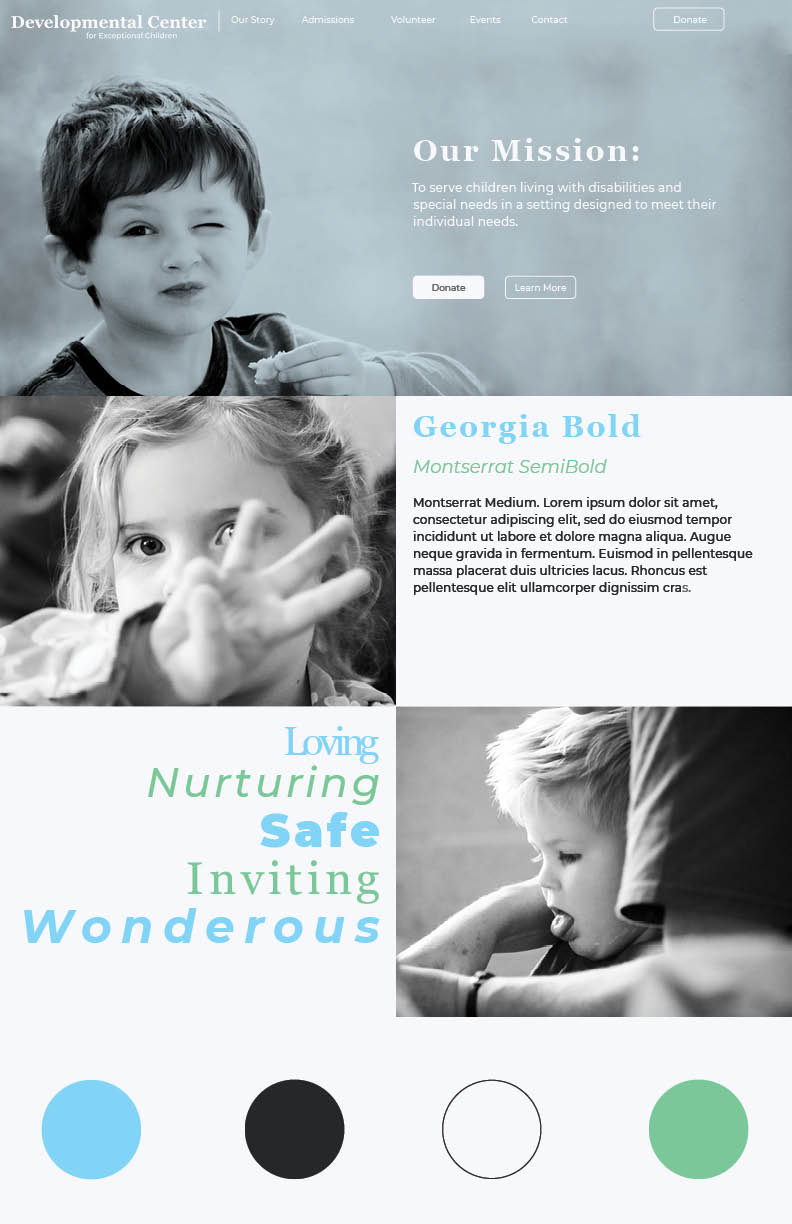 Developmental Center
for Exceptional Children
Our Story
Admissions
Volunteer
Events
Contact
Donate
Our Mission:
To serve children living with disabilities and
special needs in a setting designed to meet their
individual needs.
Donate
Learn More
Georgia Bold
Montserrat SemiBold
Montserrat Medium. Lorem ipsum dolor sit amet,
consectetur adipiscing elit, sed do eiusmod tempor
incididunt ut labore et dolore magna aliqua. Augue
neque gravida in fermentum. Euismod in pellentesque
massa placerat duis ultricies lacus. Rhoncus est
pellentesque elit ullamcorper dignissim cras.
Loving
Nurturing
Safe
Inviting
Wonderous